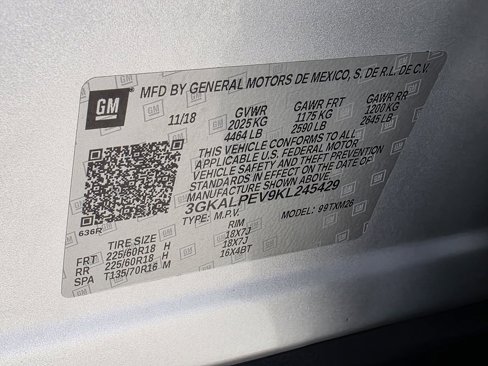 GM
MFD BY GENERAL MOTORS DE MEXICO, S. DE R.L. DE C.V.
11/18 GVWR GAWR FRT GAWR RR
2025 KG 1175 KG 1200 KG
4464 LB 2590 LB 2645 LB
THIS VEHICLE CONFORMS TO ALL
APPLICABLE U.S. FEDERAL MOTOR
VEHICLE SAFETY AND THEFT PREVENTION
STANDARDS IN EFFECT ON THE DATE OF
MANUFACTURE SHOWN ABOVE.
3GKALPEV9KL245429
TYPE: M.P.V. MODEL: 99TXM26
636R
TIRE SIZE RIM
FRT 225/60R18 H 18X7J
RR 225/60R18 H 18X7J
SPA T135/70R16 M 16X4BT